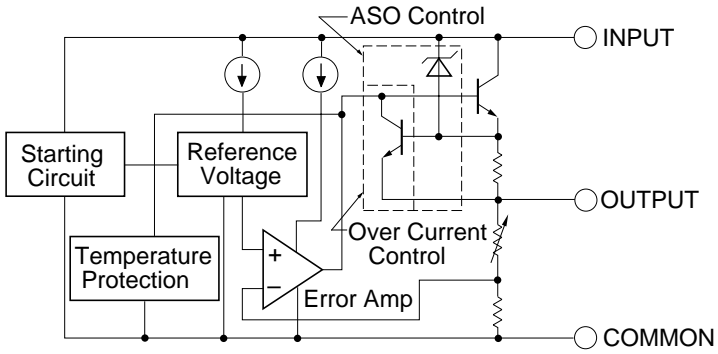 ASO Control
INPUT
Starting
Circuit
Reference
Voltage
OUTPUT
Temperature
Protection
Over Current
Control
+
−
Error Amp
COMMON